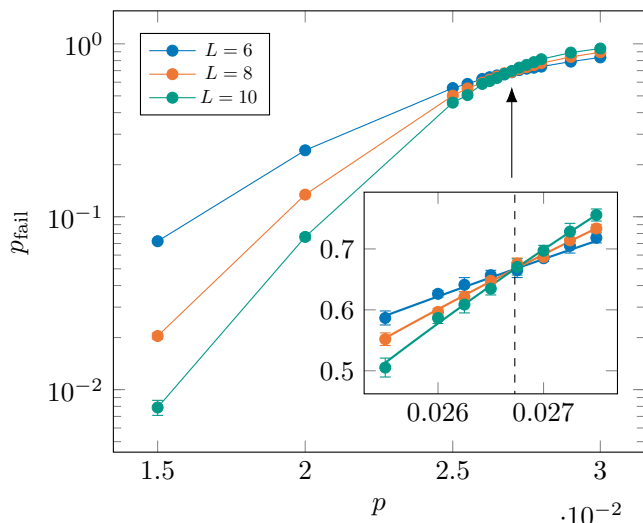 10^0
10^{-1}
10^{-2}
p_fail
L = 6
L = 8
L = 10
0.7
0.6
0.5
0.026 0.027
1.5 2 2.5 3
p
·10^{-2}